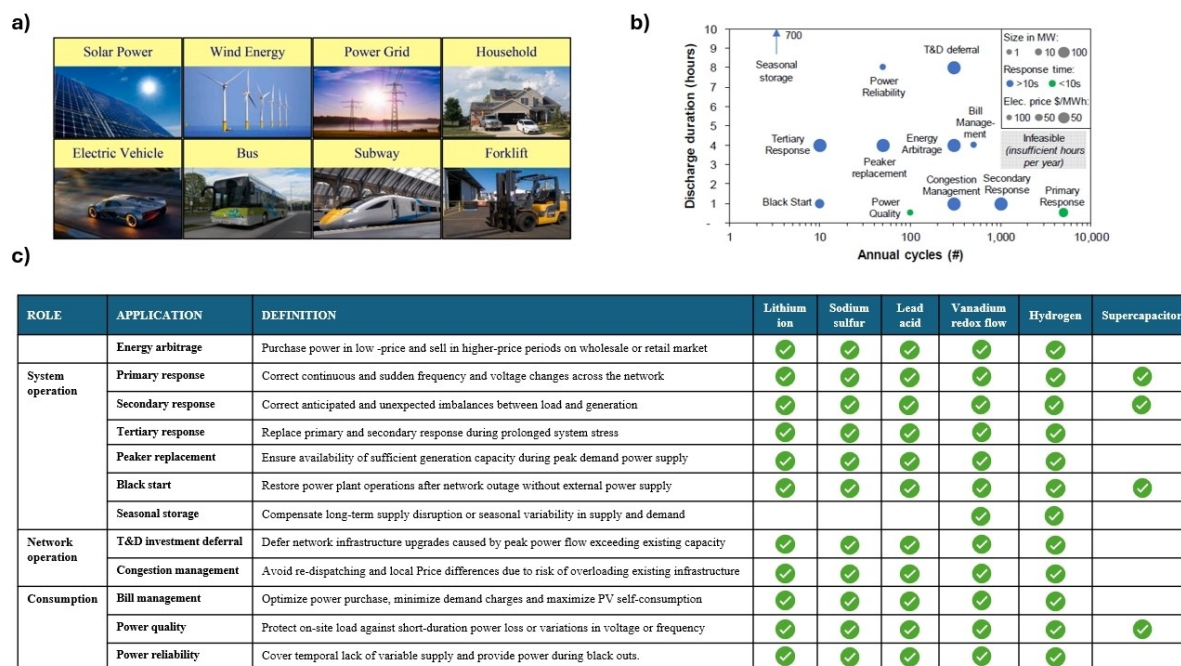 a)
Solar Power Wind Energy Power Grid Household
Electric Vehicle Bus Subway Forklift
b)
Discharge duration (hours)
10
9
8
7
6
5
4
3
2
1
-
700
Seasonal
storage
T&D deferral
Power
Reliability
Bill
Manage-
ment
Tertiary
Response
Peaker
replacement
Energy
Arbitrage
Congestion
Management
Secondary
Response
Primary
Response
Black Start
Power
Quality
Size in MW:
1 10 100
Response time:
>10s <10s
Elec. price $/MWh:
100 50 50
Infeasible
(insufficient hours
per year)
1 10 100 1,000 10,000
Annual cycles (#)
c)
ROLE APPLICATION DEFINITION Lithium ion Sodium sulfur Lead acid Vanadium redox flow Hydrogen Supercapacitor
Energy arbitrage Purchase power in low -price and sell in higher-price periods on wholesale or retail market
System operation Primary response Correct continuous and sudden frequency and voltage changes across the network
Secondary response Correct anticipated and unexpected imbalances between load and generation
Tertiary response Replace primary and secondary response during prolonged system stress
Peaker replacement Ensure availability of sufficient generation capacity during peak demand power supply
Black start Restore power plant operations after network outage without external power supply
Seasonal storage Compensate long-term supply disruption or seasonal variability in supply and demand
Network operation T&D investment deferral Defer network infrastructure upgrades caused by peak power flow exceeding existing capacity
Congestion management Avoid re-dispatching and local Price differences due to risk of overloading existing infrastructure
Consumption Bill management Optimize power purchase, minimize demand charges and maximize PV self-consumption
Power quality Protect on-site load against short-duration power loss or variations in voltage or frequency
Power reliability Cover temporal lack of variable supply and provide power during black outs.